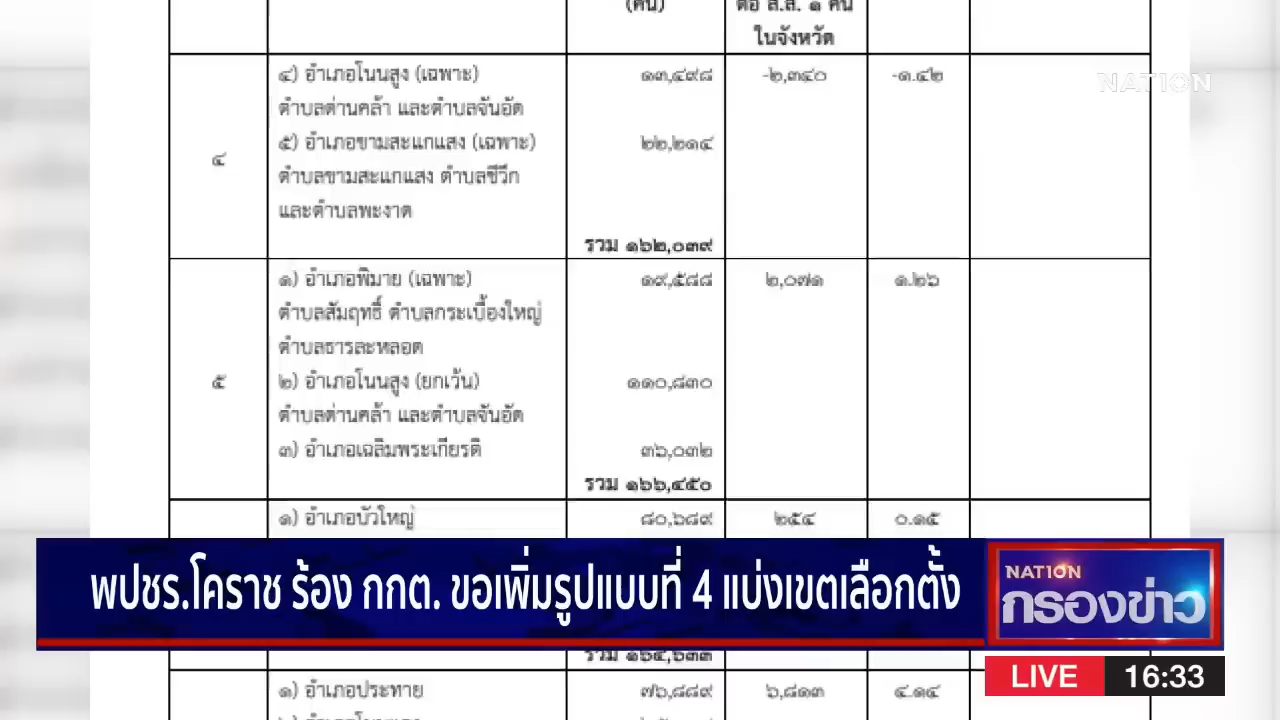 (คน)
ต่อ ส.ส. ๑ คน
ในจังหวัด
๔) อำเภอโนนสูง (เฉพาะ) ๑๓,๔๙๘ -๒,๓๔๐ -๑.๔๒
NATION
ตำบลด่านคล้า และตำบลจันอัด
๕) อำเภอขามสะแกแสง (เฉพาะ) ๒๒,๒๑๔
๔
ตำบลขามสะแกแสง ตำบลชีวึก
และตำบลพะงาด
รวม ๑๖๒,๐๓๙
๑) อำเภอพิมาย (เฉพาะ) ๑๙,๕๘๘ ๒,๐๗๑ ๑.๒๖
ตำบลสัมฤทธิ์ ตำบลกระเบื้องใหญ่
ตำบลธารละหลอด
๕ ๒) อำเภอโนนสูง (ยกเว้น) ๑๑๐,๘๓๐
ตำบลด่านคล้า และตำบลจันอัด
๓) อำเภอเฉลิมพระเกียรติ ๓๖,๐๓๒
รวม ๑๖๖,๔๕๐
๑) อำเภอบัวใหญ่ ๘๐,๖๘๙ ๒๕๔ ๐.๑๕
พปชร.โคราช ร้อง กกต. ขอเพิ่มรูปแบบที่ 4 แบ่งเขตเลือกตั้ง
NATION
กรองข่าว
รวม ๑๖๔,๖๓๓
LIVE 16:33
๑) อำเภอประทาย ๗๖,๘๘๙ ๖,๘๑๓ ๔.๑๔